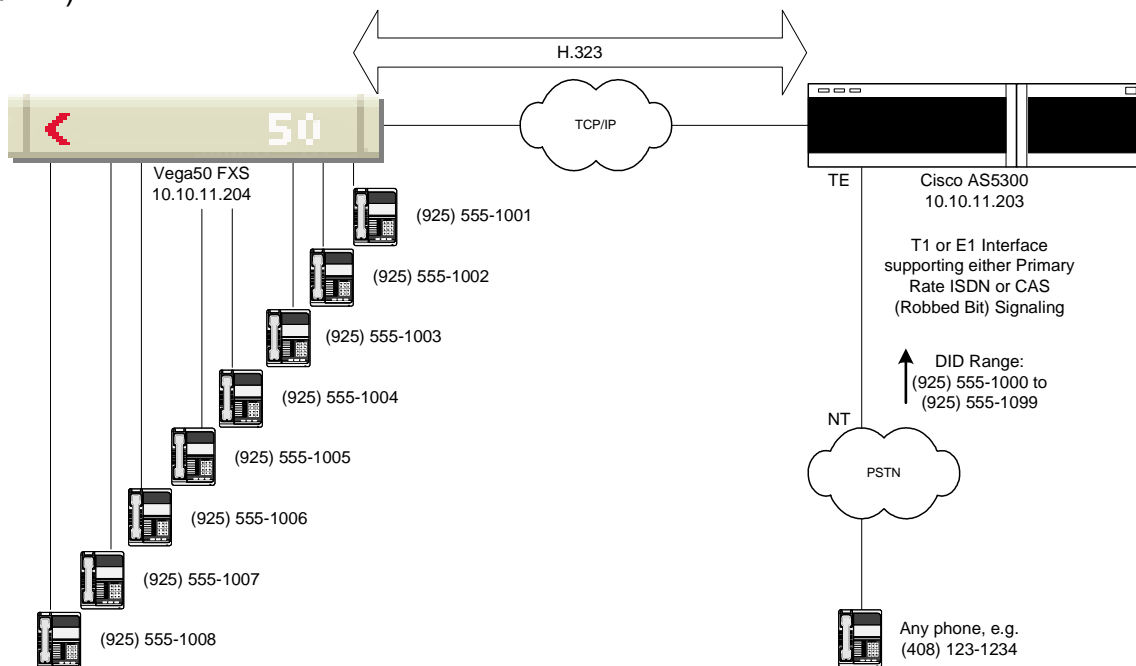 H.323
50
TCP/IP
Vega50 FXS
10.10.11.204
TE
Cisco AS5300
10.10.11.203
(925) 555-1001
T1 or E1 Interface
supporting either Primary
Rate ISDN or CAS
(Robbed Bit) Signaling
(925) 555-1002
(925) 555-1003
DID Range:
(925) 555-1000 to
(925) 555-1099
(925) 555-1004
NT
(925) 555-1005
PSTN
(925) 555-1006
(925) 555-1007
(925) 555-1008
Any phone, e.g.
(408) 123-1234